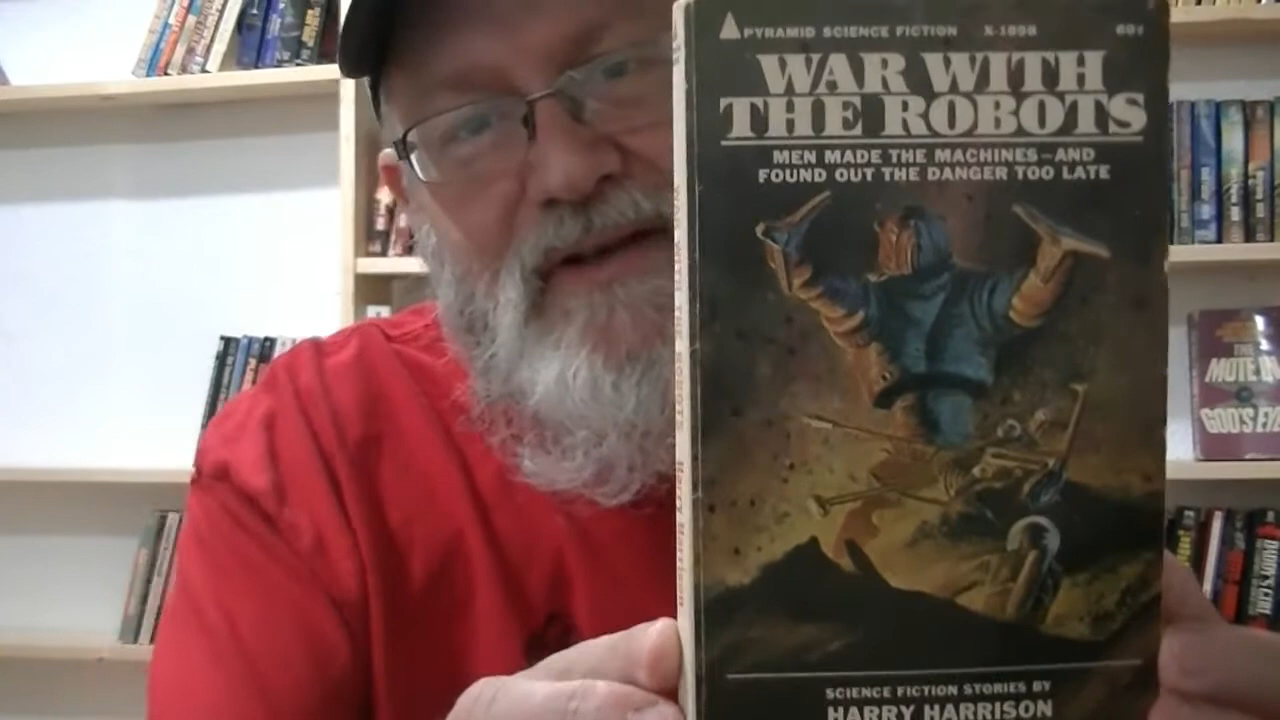 PYRAMID SCIENCE FICTION X-1898 60¢
WAR WITH
THE ROBOTS
MEN MADE THE MACHINES—AND
FOUND OUT THE DANGER TOO LATE
SCIENCE FICTION STORIES BY
HARRY HARRISON
WAR WITH THE ROBOTS Harry Harrison
THE
MOTE IN
GOD'S EYE